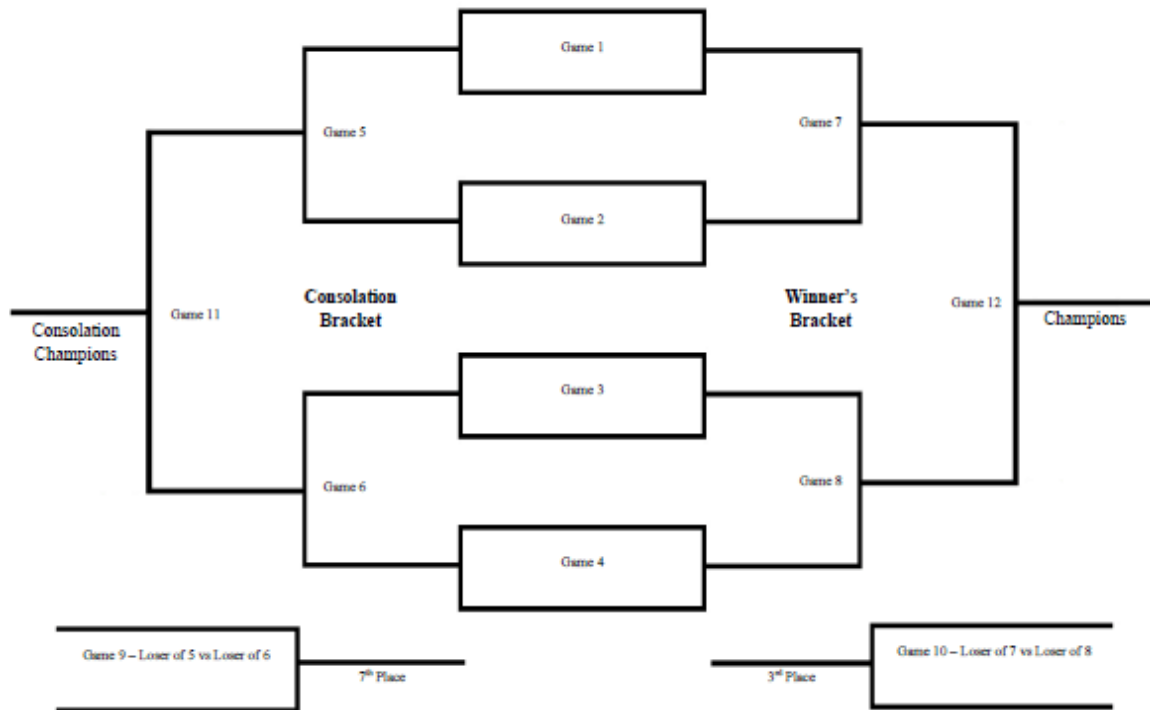 Game 1
Game 5
Game 7
Game 2
Consolation
Bracket
Winner's
Bracket
Game 11
Game 12
Consolation
Champions
Champions
Game 3
Game 6
Game 8
Game 4
Game 9 – Loser of 5 vs Loser of 6
7th Place
Game 10 – Loser of 7 vs Loser of 8
3rd Place